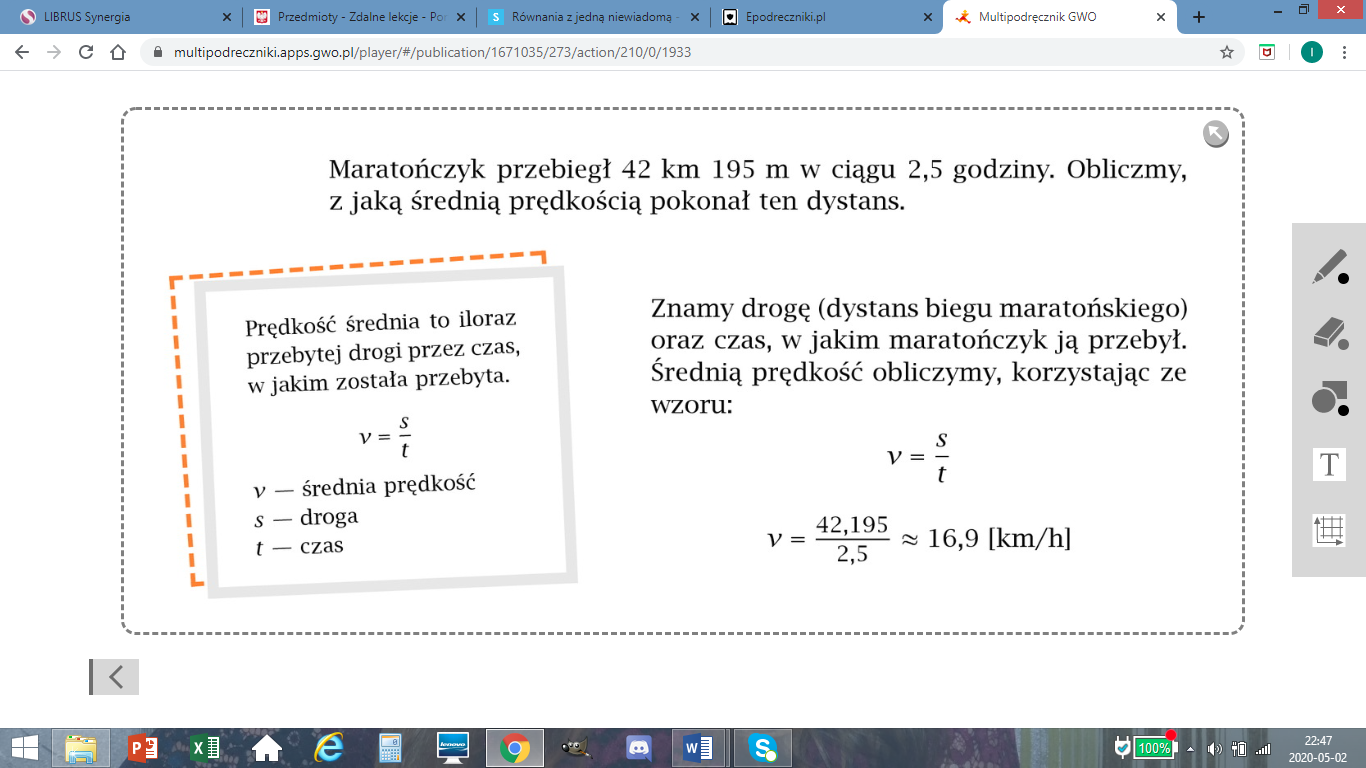 LIBRUS Synergia
Przedmioty - Zdalne lekcje - Por
Równania z jedną niewiadomą -
Epodreczniki.pl
Multipodręcznik GWO
multipodreczniki.apps.gwo.pl/player/#/publication/1671035/273/action/210/0/1933
I
Maratończyk przebiegł 42 km 195 m w ciągu 2,5 godziny. Obliczmy,
z jaką średnią prędkością pokonał ten dystans.
Prędkość średnia to iloraz
przebytej drogi przez czas,
w jakim została przebyta.
v = s/t
v — średnia prędkość
s — droga
t — czas
Znamy drogę (dystans biegu maratońskiego)
oraz czas, w jakim maratończyk ją przebył.
Średnią prędkość obliczymy, korzystając ze
wzoru:
v = s/t
v = 42,195/2,5 ≈ 16,9 [km/h]
T
lenovo
100%
22:47
2020-05-02